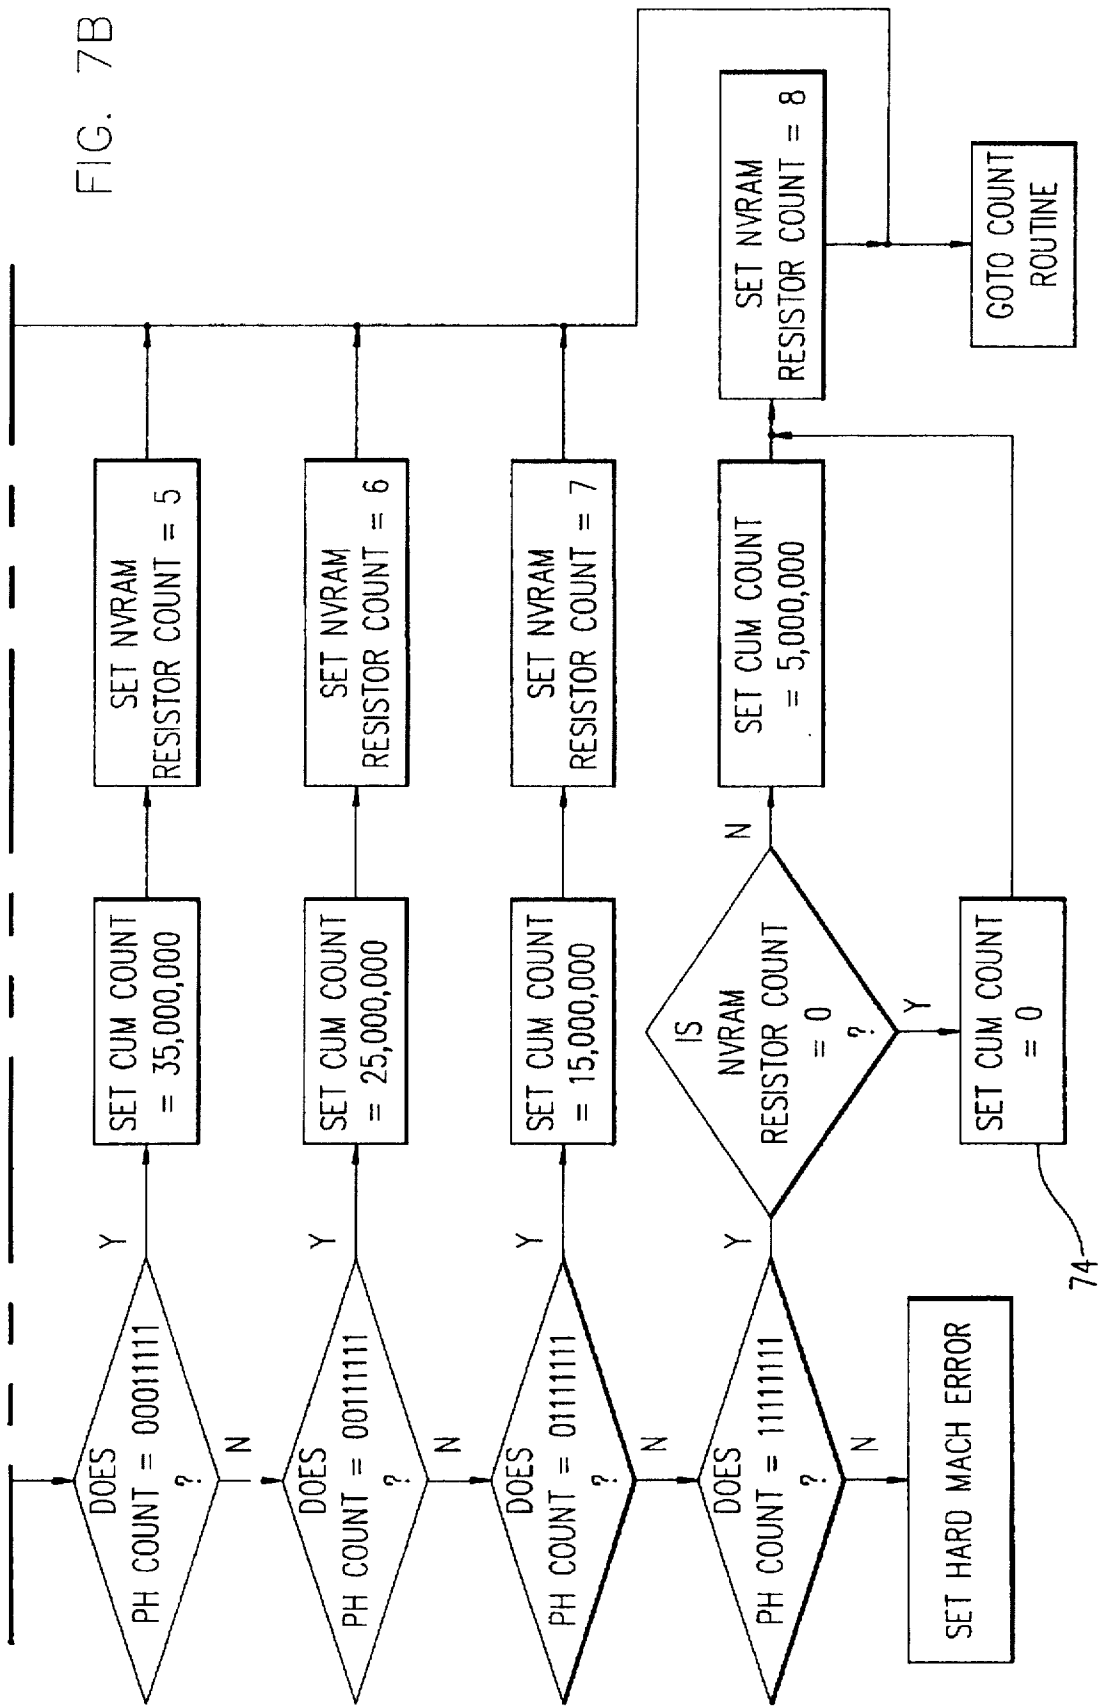 FIG. 7B
DOES
PH COUNT = 00011111
?
Y
N
SET CUM COUNT
= 35,000,000
SET NVRAM
RESISTOR COUNT = 5
DOES
PH COUNT = 00111111
?
Y
N
SET CUM COUNT
= 25,000,000
SET NVRAM
RESISTOR COUNT = 6
DOES
PH COUNT = 01111111
?
Y
N
SET CUM COUNT
= 15,000,000
SET NVRAM
RESISTOR COUNT = 7
DOES
PH COUNT = 11111111
?
Y
N
IS
NVRAM
RESISTOR COUNT
= 0
?
N
Y
SET CUM COUNT
= 5,000,000
SET NVRAM
RESISTOR COUNT = 8
SET HARD MACH ERROR
74
SET CUM COUNT
= 0
GOTO COUNT
ROUTINE